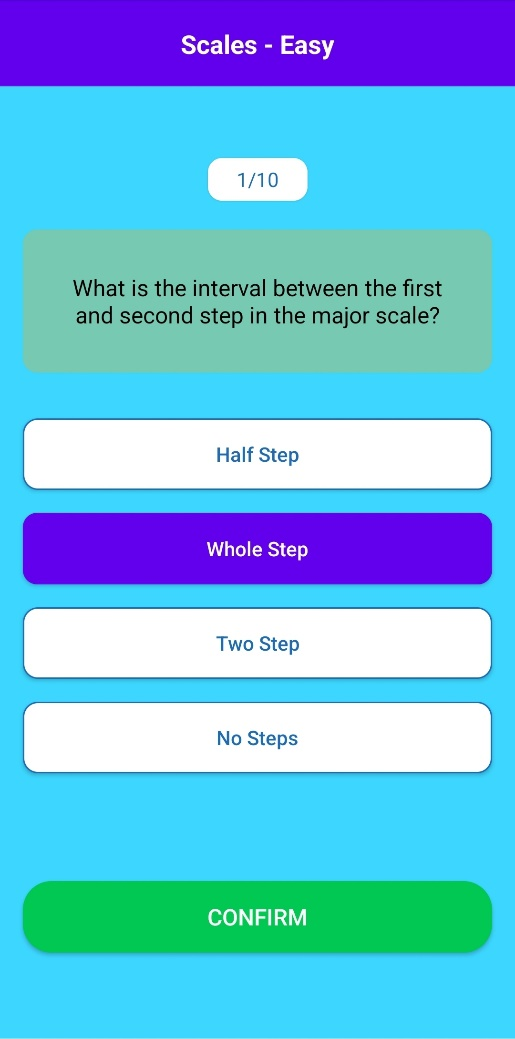 Scales - Easy
1/10
What is the interval between the first
and second step in the major scale?
Half Step
Whole Step
Two Step
No Steps
CONFIRM